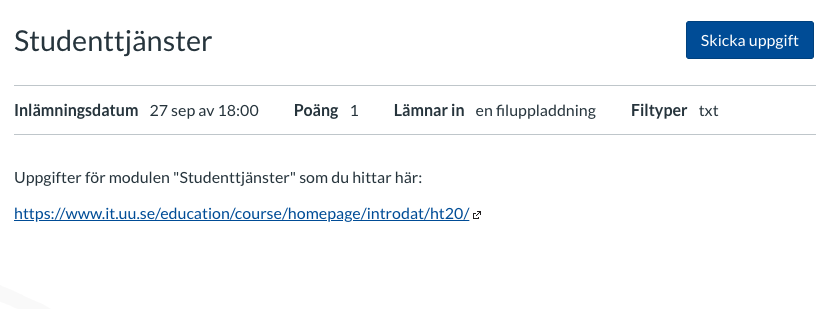 Studenttjänster
Skicka uppgift
Inlämningsdatum 27 sep av 18:00 Poäng 1 Lämnar in en filuppladdning Filtyper txt
Uppgifter för modulen "Studenttjänster" som du hittar här:
https://www.it.uu.se/education/course/homepage/introdat/ht20/